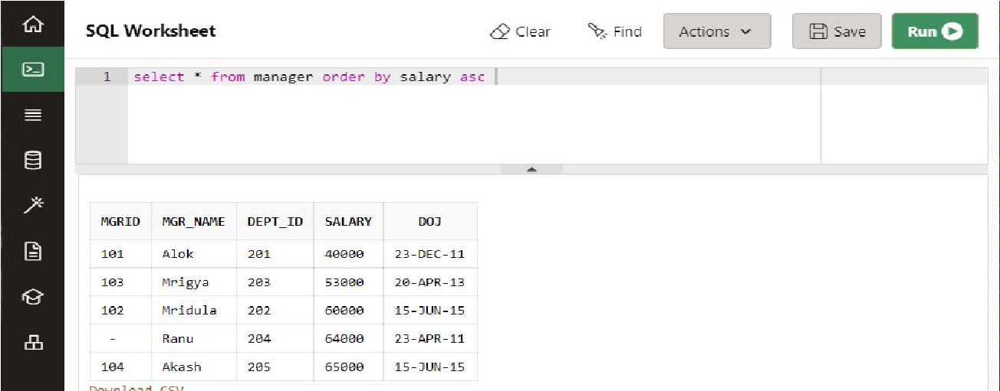 SQL Worksheet Clear Find Actions Save Run
1 select * from manager order by salary asc
MGRID MGR_NAME DEPT_ID SALARY DOJ
101 Alok 201 40000 23-DEC-11
103 Mrigya 203 53000 20-APR-13
102 Mridula 202 60000 15-JUN-15
- Ranu 204 64000 23-APR-11
104 Akash 205 65000 15-JUN-15
Download CSV